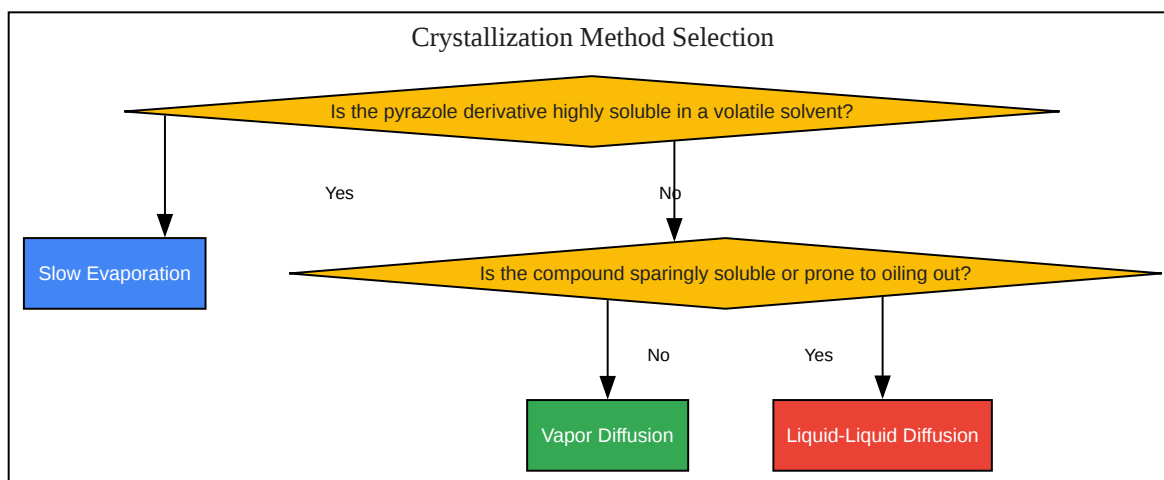 Crystallization Method Selection
Is the pyrazole derivative highly soluble in a volatile solvent?
Yes
No
Slow Evaporation
Is the compound sparingly soluble or prone to oiling out?
No
Yes
Vapor Diffusion
Liquid-Liquid Diffusion